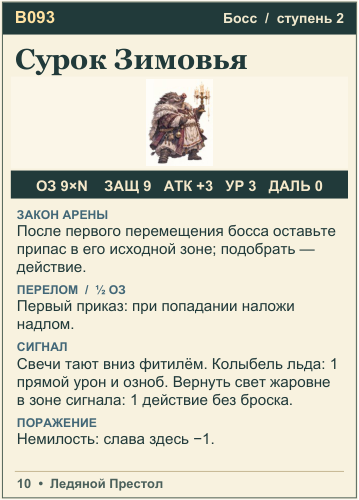 B093
Босс / ступень 2
Сурок Зимовья
ОЗ 9×N ЗАЩ 9 АТК +3 УР 3 ДАЛЬ 0
ЗАКОН АРЕНЫ
После первого перемещения босса оставьте
припас в его исходной зоне; подобрать —
действие.
ПЕРЕЛОМ / ½ ОЗ
Первый приказ: при попадании наложи
надлом.
СИГНАЛ
Свечи тают вниз фитилём. Колыбель льда: 1
прямой урон и озноб. Вернуть свет жаровне
в зоне сигнала: 1 действие без броска.
ПОРАЖЕНИЕ
Немилость: слава здесь −1.
10 • Ледяной Престол